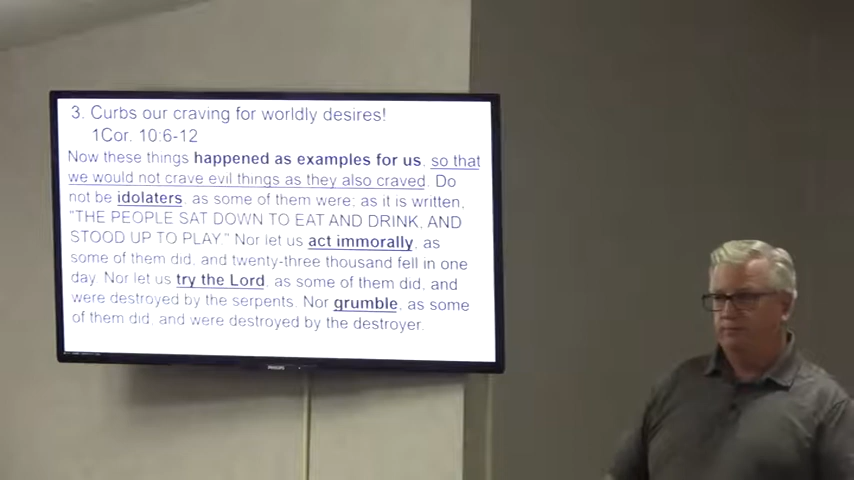 3. Curbs our craving for worldly desires!
1Cor. 10:6-12
Now these things happened as examples for us, so that
we would not crave evil things as they also craved. Do
not be idolaters, as some of them were; as it is written,
"THE PEOPLE SAT DOWN TO EAT AND DRINK, AND
STOOD UP TO PLAY." Nor let us act immorally, as
some of them did, and twenty-three thousand fell in one
day. Nor let us try the Lord, as some of them did, and
were destroyed by the serpents. Nor grumble, as some
of them did, and were destroyed by the destroyer.
PHILIPS